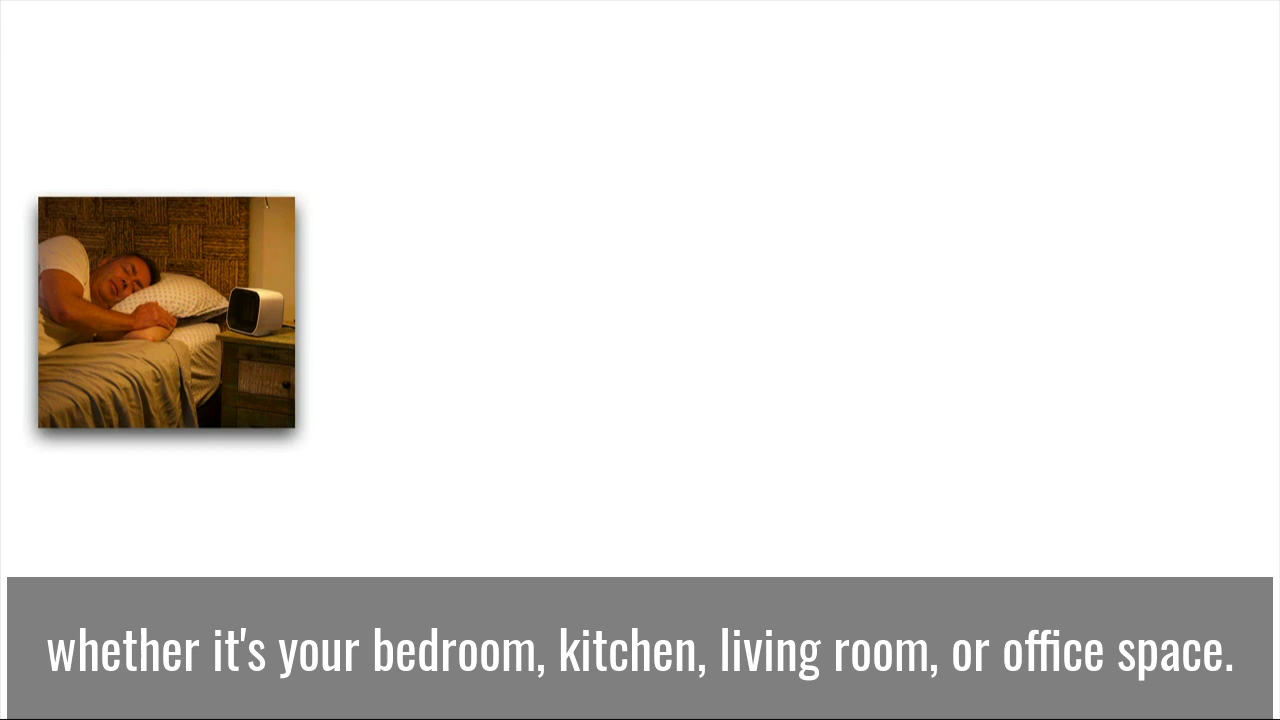 whether it's your bedroom, kitchen, living room, or office space.